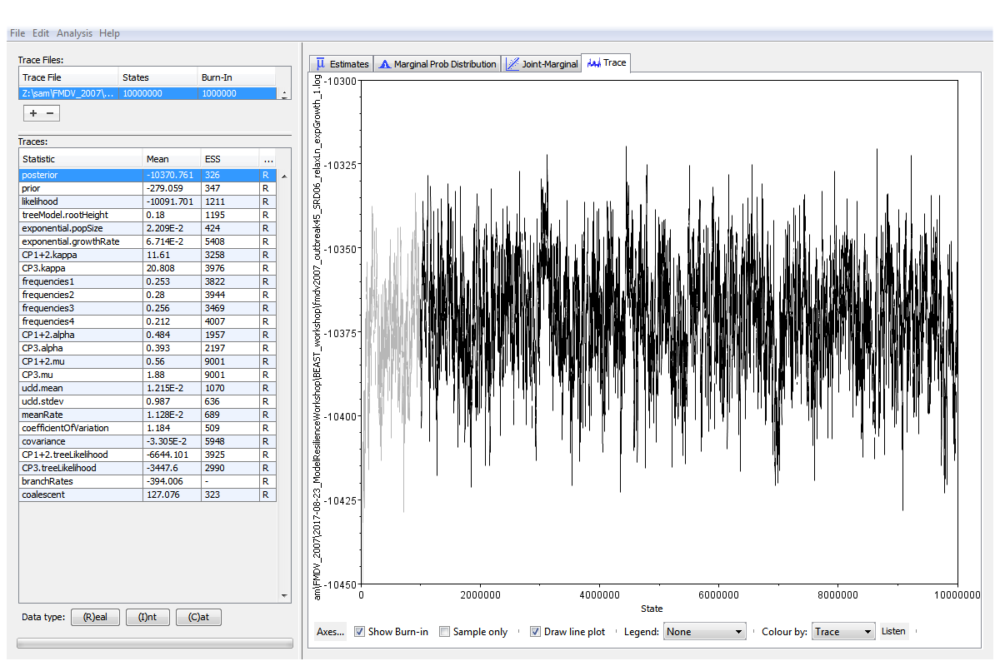 File Edit Analysis Help
Trace Files:
Trace File States Burn-In
Z:\sam\FMDV_2007\... 10000000 1000000
+ −
Traces:
Statistic Mean ESS ...
posterior -10370.761 326 R
prior -279.059 347 R
likelihood -10091.701 1211 R
treeModel.rootHeight 0.18 1195 R
exponential.popSize 2.209E-2 424 R
exponential.growthRate 6.714E-2 5408 R
CP1+2.kappa 11.61 3258 R
CP3.kappa 20.808 3976 R
frequencies1 0.253 3822 R
frequencies2 0.28 3944 R
frequencies3 0.256 3469 R
frequencies4 0.212 4007 R
CP1+2.alpha 0.484 1957 R
CP3.alpha 0.393 2197 R
CP1+2.mu 0.56 9001 R
CP3.mu 1.88 9001 R
ucld.mean 1.215E-2 1070 R
ucld.stdev 0.987 636 R
meanRate 1.128E-2 689 R
coefficientOfVariation 1.184 509 R
covariance -3.305E-2 5948 R
CP1+2.treeLikelihood -6644.101 3925 R
CP3.treeLikelihood -3447.6 2990 R
branchRates -394.006 - R
coalescent 127.076 323 R
Data type: (R)eal (I)nt (C)at
Estimates Marginal Prob Distribution Joint-Marginal Trace
am\FMDV_2007\2017-08-23_ModelResilienceWorkshop\BEAST_workshop\fmdv2007_outbreak45_SRD06_relaxLn_expGrowth_1.log
-10300
-10325
-10350
-10375
-10400
-10425
-10450
0 2000000 4000000 6000000 8000000 10000000
State
Axes... Show Burn-in Sample only Draw line plot Legend: None Colour by: Trace Listen